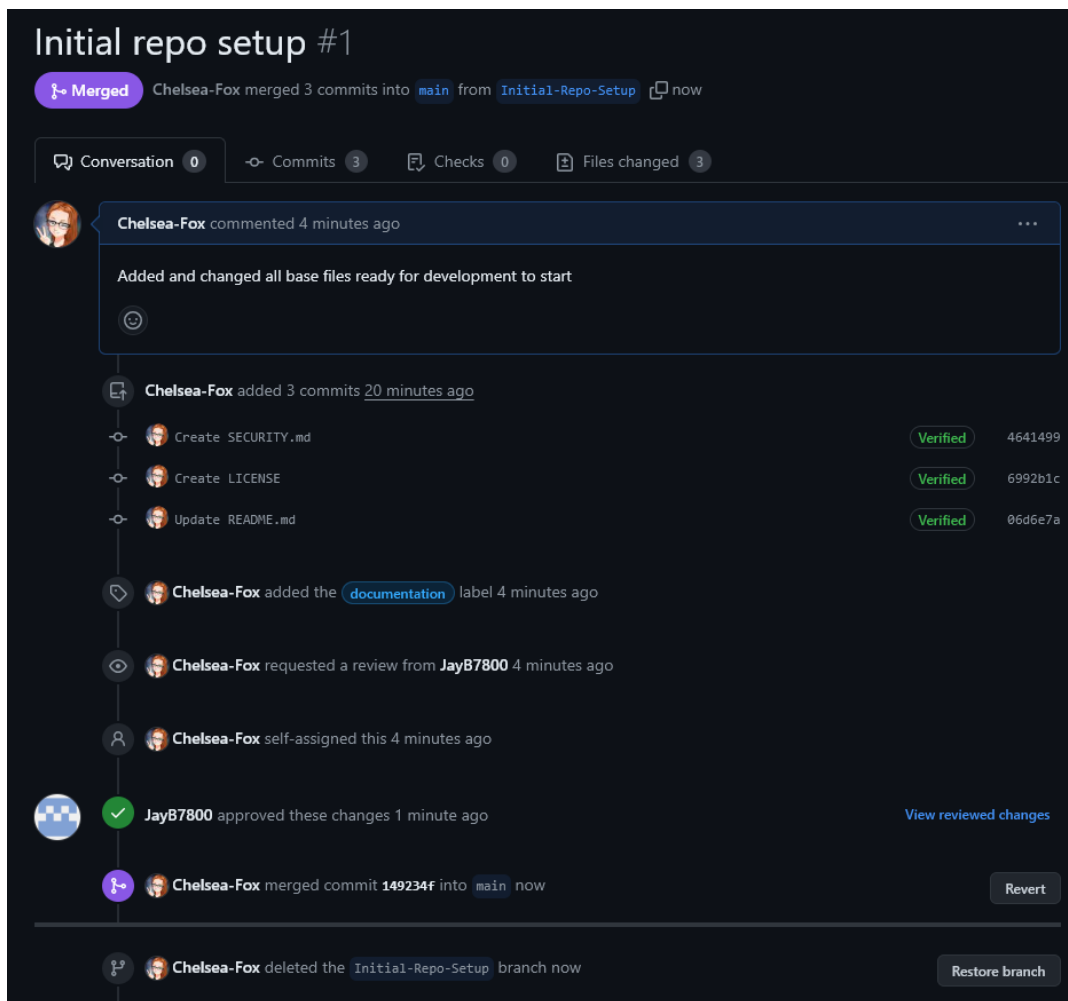 Initial repo setup #1
Merged Chelsea-Fox merged 3 commits into main from Initial-Repo-Setup now
Conversation 0 Commits 3 Checks 0 Files changed 3
Chelsea-Fox commented 4 minutes ago ...
Added and changed all base files ready for development to start
Chelsea-Fox added 3 commits 20 minutes ago
Create SECURITY.md Verified 4641499
Create LICENSE Verified 6992b1c
Update README.md Verified 06d6e7a
Chelsea-Fox added the documentation label 4 minutes ago
Chelsea-Fox requested a review from JayB7800 4 minutes ago
Chelsea-Fox self-assigned this 4 minutes ago
JayB7800 approved these changes 1 minute ago View reviewed changes
Chelsea-Fox merged commit 149234f into main now Revert
Chelsea-Fox deleted the Initial-Repo-Setup branch now Restore branch